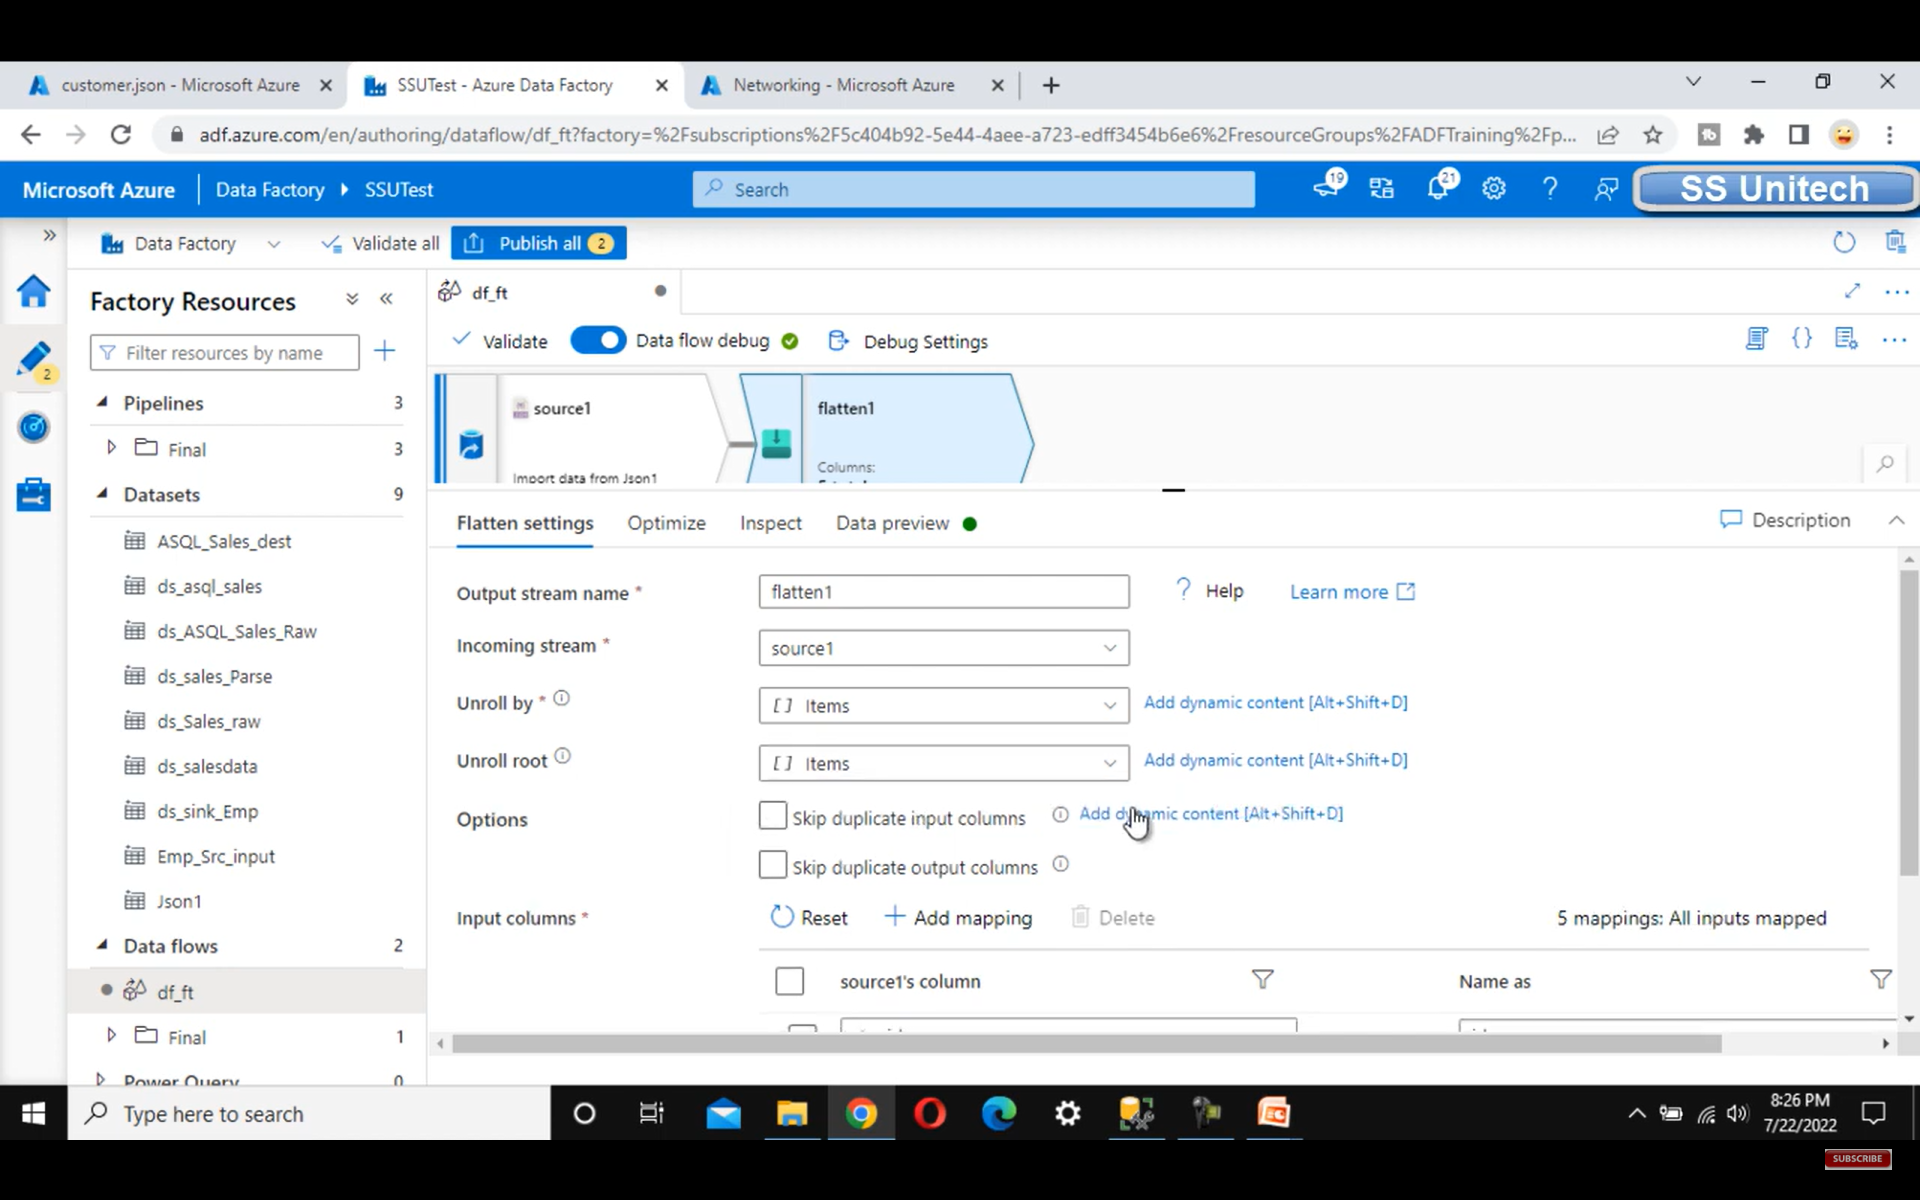 customer.json - Microsoft Azure
SSUTest - Azure Data Factory
Networking - Microsoft Azure
adf.azure.com/en/authoring/dataflow/df_ft?factory=%2Fsubscriptions%2F5c404b92-5e44-4aee-a723-edff3454b6e6%2FresourceGroups%2FADFTraining%2Fp...
Microsoft Azure
Data Factory
SSUTest
Search
19
21
SS Unitech
Data Factory
Validate all
Publish all 2
Factory Resources
Filter resources by name
2
Pipelines 3
Final 3
Datasets 9
ASQL_Sales_dest
ds_asql_sales
ds_ASQL_Sales_Raw
ds_sales_Parse
ds_Sales_raw
ds_salesdata
ds_sink_Emp
Emp_Src_input
Json1
Data flows 2
df_ft
Final 1
Power Query 0
df_ft
Validate
Data flow debug
Debug Settings
source1
Import data from Json1
flatten1
Columns:
Flatten settings
Optimize
Inspect
Data preview
Description
Output stream name * flatten1
Help
Learn more
Incoming stream * source1
Unroll by * [] Items
Add dynamic content [Alt+Shift+D]
Unroll root [] Items
Add dynamic content [Alt+Shift+D]
Options
Skip duplicate input columns
Add dynamic content [Alt+Shift+D]
Skip duplicate output columns
Input columns *
Reset
Add mapping
Delete
5 mappings: All inputs mapped
source1's column
Name as
Type here to search
8:26 PM
7/22/2022
SUBSCRIBE